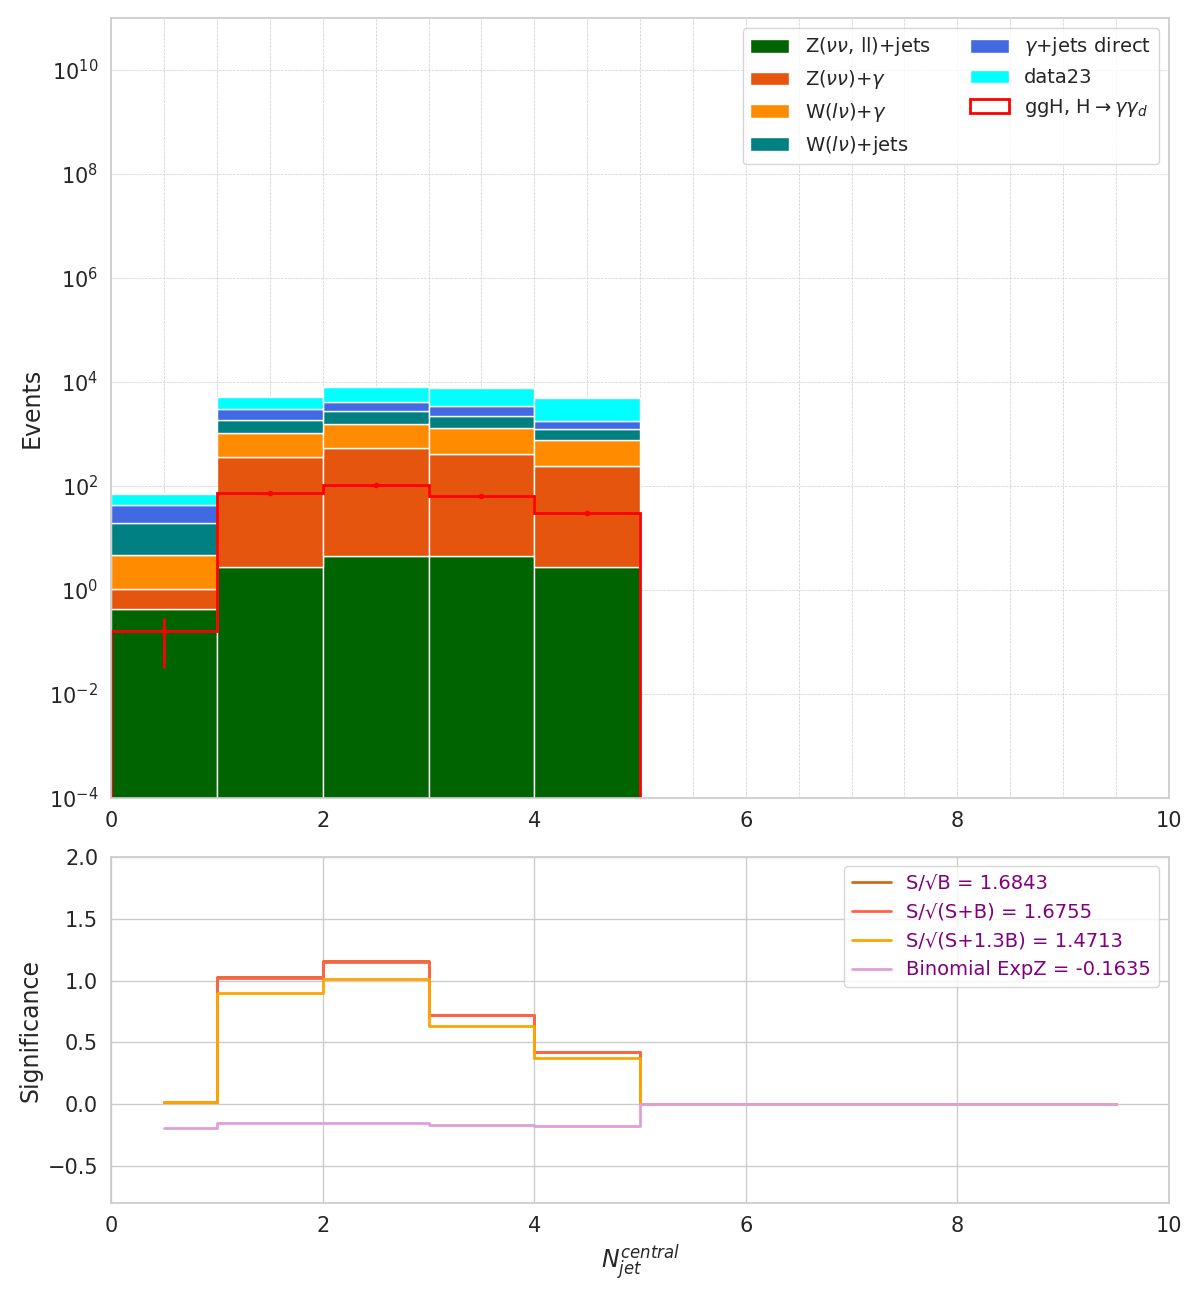 Z(νν, ll)+jets
Z(νν)+γ
W(lν)+γ
W(lν)+jets
γ+jets direct
data23
ggH, H→γγ_d
Events
10^10
10^8
10^6
10^4
10^2
10^0
10^−2
10^−4
0 2 4 6 8 10
S/√B = 1.6843
S/√(S+B) = 1.6755
S/√(S+1.3B) = 1.4713
Binomial ExpZ = -0.1635
Significance
2.0
1.5
1.0
0.5
0.0
−0.5
0 2 4 6 8 10
N_jet^central